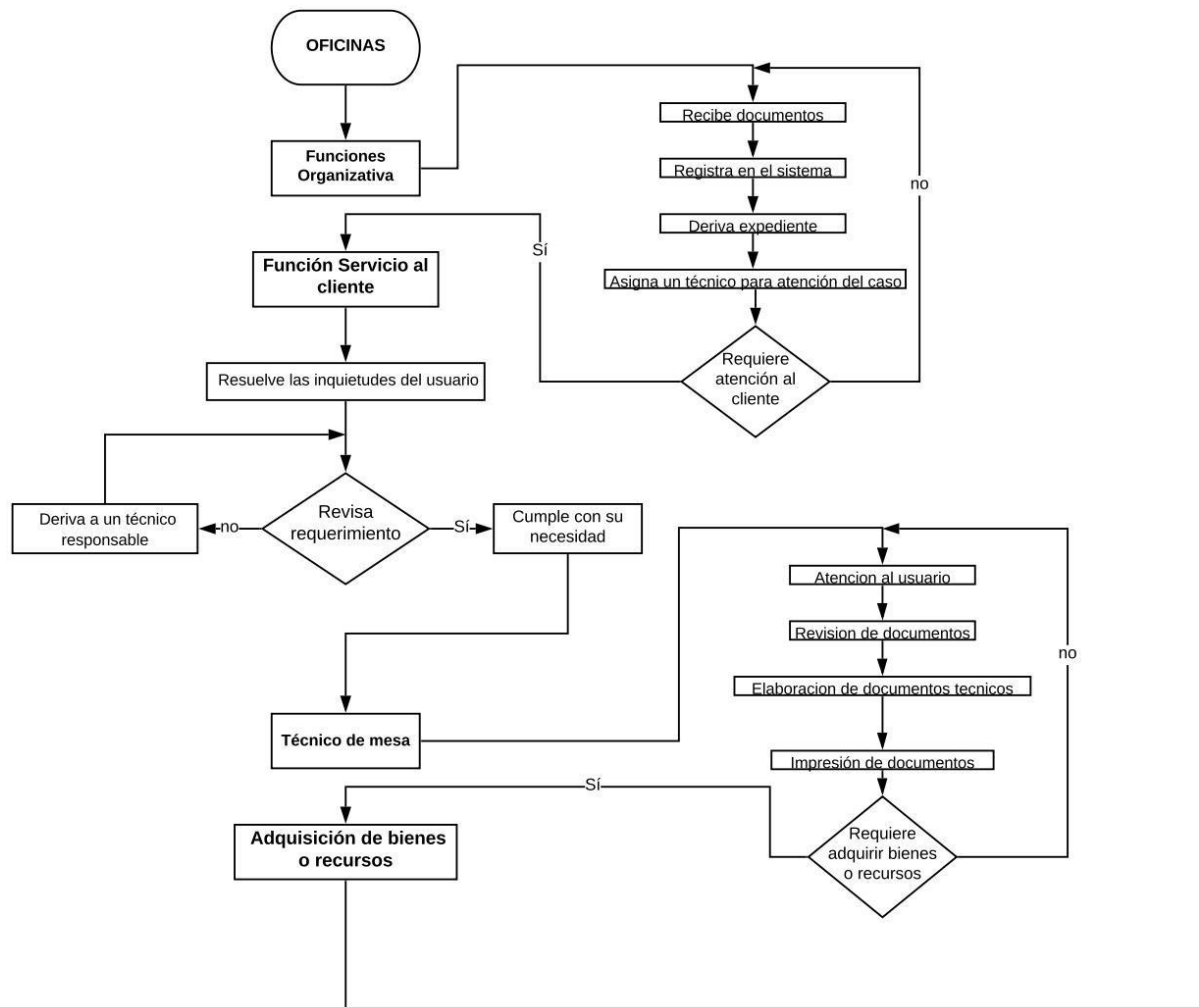 OFICINAS
Funciones
Organizativa
Recibe documentos
Registra en el sistema
Deriva expediente
Asigna un técnico para atención del caso
Requiere
atención al
cliente
no
Sí
Función Servicio al
cliente
Resuelve las inquietudes del usuario
Revisa
requerimiento
no
Deriva a un técnico
responsable
Sí
Cumple con su
necesidad
Técnico de mesa
Atencion al usuario
Revision de documentos
Elaboracion de documentos tecnicos
Impresión de documentos
Requiere
adquirir bienes
o recursos
no
Sí
Adquisición de bienes
o recursos